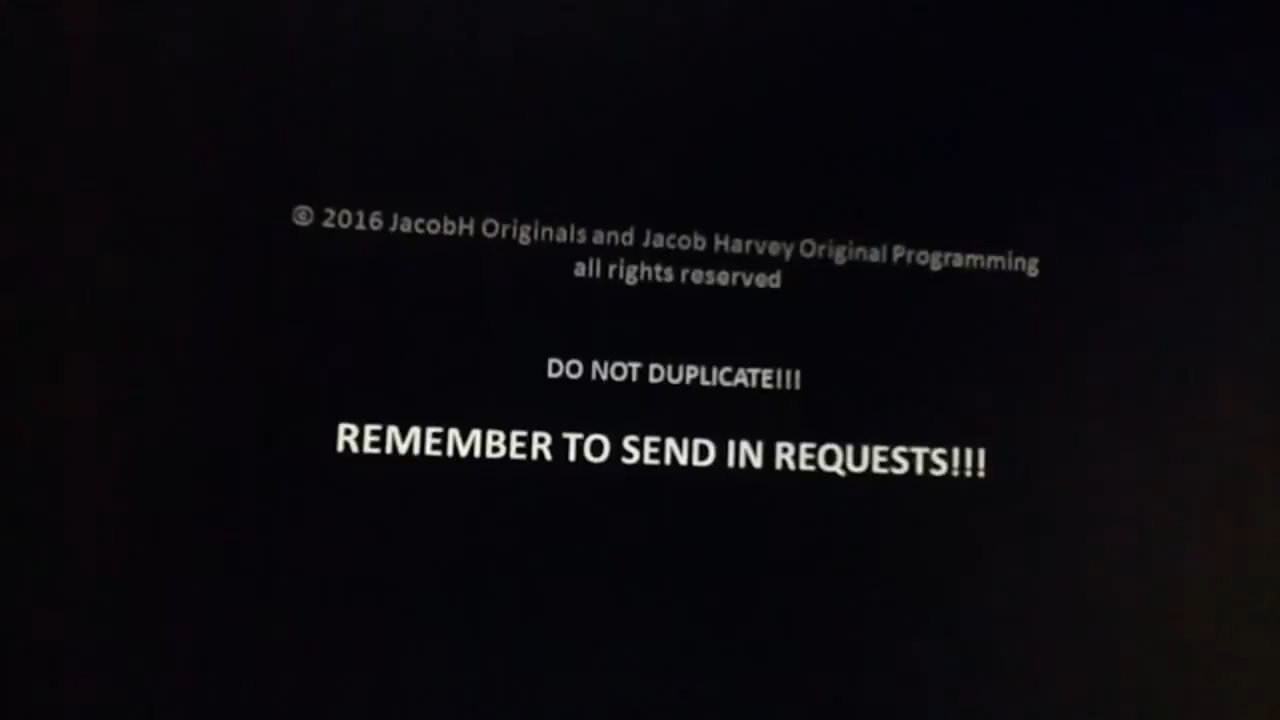 © 2016 JacobH Originals and Jacob Harvey Original Programming
all rights reserved
DO NOT DUPLICATE!!!
REMEMBER TO SEND IN REQUESTS!!!